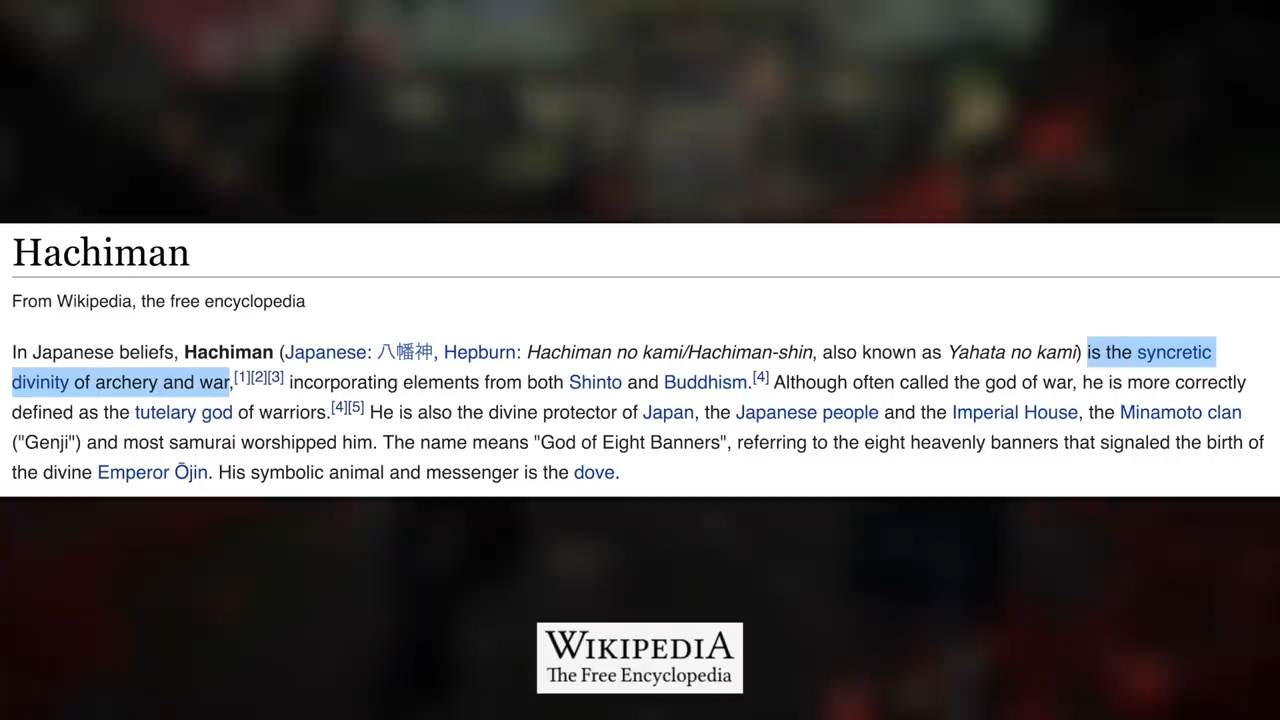 Hachiman
From Wikipedia, the free encyclopedia
In Japanese beliefs, Hachiman (Japanese: 八幡神, Hepburn: Hachiman no kami/Hachiman-shin, also known as Yahata no kami) is the syncretic
divinity of archery and war,[1][2][3] incorporating elements from both Shinto and Buddhism.[4] Although often called the god of war, he is more correctly
defined as the tutelary god of warriors.[4][5] He is also the divine protector of Japan, the Japanese people and the Imperial House, the Minamoto clan
("Genji") and most samurai worshipped him. The name means "God of Eight Banners", referring to the eight heavenly banners that signaled the birth of
the divine Emperor Ōjin. His symbolic animal and messenger is the dove.
WIKIPEDIA
The Free Encyclopedia